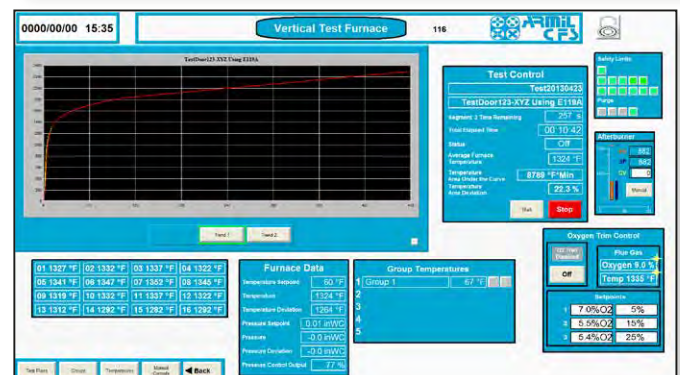 0000/00/00 15:35
Vertical Test Furnace
116
ARMIL
CFS
TestDoor123-XYZ Using E119A
Trend 1
Trend 2
Test Control
Test20130423
TestDoor123-XYZ Using E119A
Segment 2 Time Remaining 257 s
Total Elapsed Time 00:10:42
Status Off
Average Furnace
Temperature 1324 °F
Temperature
Area Under the Curve 8780 °F*Min
Temperature
Area Deviation 22.3 %
Start
Stop
Safety Limits
Purge
Afterburner
882
SP 882
CV 0
Manual
Oxygen Trim Control
Off
Flue Gas
Oxygen 9.0 %
Temp 1335 °F
Setpoints
1 7.0%O2 5%
2 5.5%O2 15%
3 5.4%O2 25%
01 1327 °F 02 1332 °F 03 1337 °F 04 1322 °F
05 1341 °F 06 1347 °F 07 1352 °F 08 1345 °F
09 1319 °F 10 1332 °F 11 1337 °F 12 1322 °F
13 1312 °F 14 1292 °F 15 1292 °F 16 1292 °F
Furnace Data
Temperature Setpoint 60 °F
Temperature 1324 °F
Temperature Deviation 1264 °F
Pressure Setpoint 0.01 inWC
Pressure -0.0 inWC
Pressure Deviation -0.0 inWC
Pressure Control Output 77 %
Group Temperatures
1 Group 1 67 °F
2
3
4
5
Test Plans
Temperatures
Manual
Controls
Back